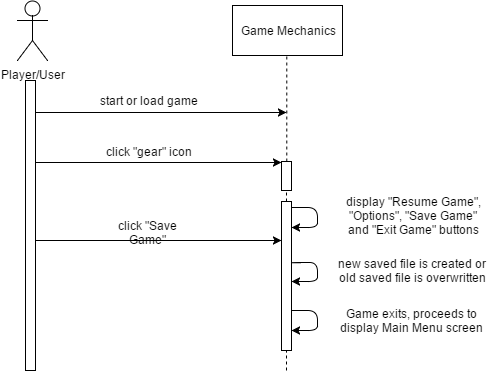 Game Mechanics
Player/User
start or load game
click "gear" icon
display "Resume Game",
"Options", "Save Game"
and "Exit Game" buttons
click "Save
Game"
new saved file is created or
old saved file is overwritten
Game exits, proceeds to
display Main Menu screen